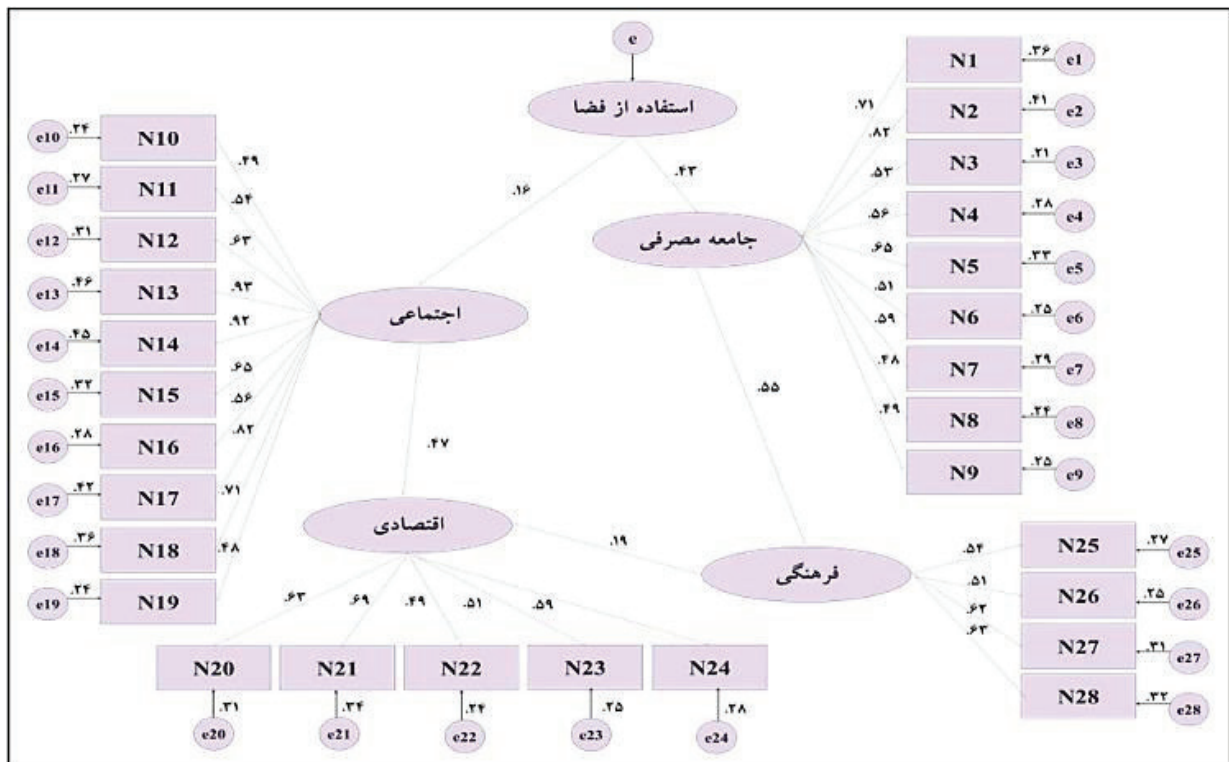 e
استفاده از فضا
.۱۶
.۴۳
جامعه مصرفی
.۷۱
.۸۲
.۵۳
.۵۶
.۶۵
.۵۱
.۵۹
.۴۸
.۴۹
N1 .۳۶ e1
N2 .۴۱ e2
N3 .۲۱ e3
N4 .۲۸ e4
N5 .۳۳ e5
N6 .۲۵ e6
N7 .۲۹ e7
N8 .۲۴ e8
N9 .۲۵ e9
e10 .۲۴ N10
e11 .۲۷ N11
e12 .۳۱ N12
e13 .۴۶ N13
e14 .۴۵ N14
e15 .۳۲ N15
e16 .۲۸ N16
e17 .۴۲ N17
e18 .۳۶ N18
e19 .۲۴ N19
.۴۹
.۵۴
.۶۳
.۹۳
.۹۲
.۶۵
.۵۶
.۸۲
.۷۱
.۴۸
اجتماعی
.۴۷
.۵۵
اقتصادی
.۱۹
فرهنگی
.۶۳ .۶۹ .۴۹ .۵۱ .۵۹
N20 N21 N22 N23 N24
.۳۱ .۳۴ .۲۴ .۲۵ .۲۸
e20 e21 e22 e23 e24
.۵۴
.۵۱
.۶۲
.۶۳
N25 .۲۷ e25
N26 .۲۵ e26
N27 .۳۱ e27
N28 .۳۲ e28